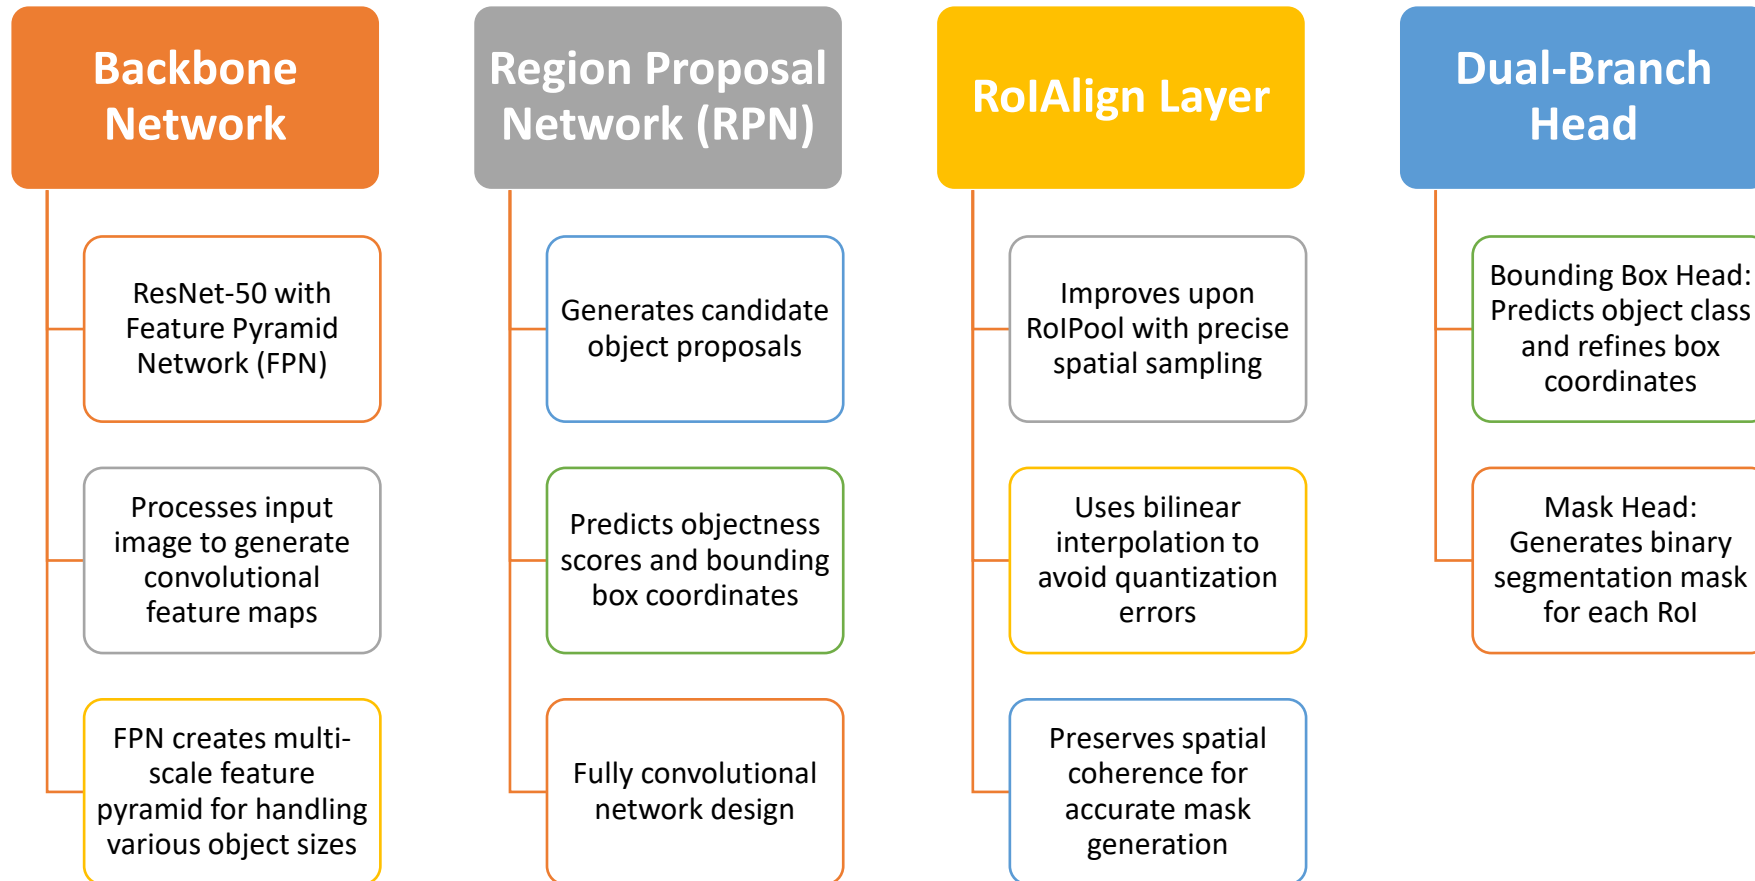 Backbone
Network
ResNet-50 with
Feature Pyramid
Network (FPN)
Processes input
image to generate
convolutional
feature maps
FPN creates multi-
scale feature
pyramid for handling
various object sizes
Region Proposal
Network (RPN)
Generates candidate
object proposals
Predicts objectness
scores and bounding
box coordinates
Fully convolutional
network design
RoIAlign Layer
Improves upon
RoIPool with precise
spatial sampling
Uses bilinear
interpolation to
avoid quantization
errors
Preserves spatial
coherence for
accurate mask
generation
Dual-Branch
Head
Bounding Box Head:
Predicts object class
and refines box
coordinates
Mask Head:
Generates binary
segmentation mask
for each RoI